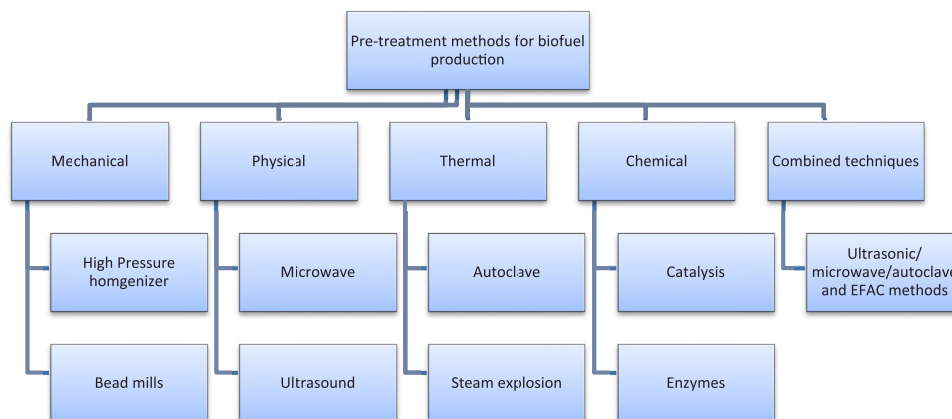 Pre-treatment methods for biofuel
production
Mechanical
Physical
Thermal
Chemical
Combined techniques
High Pressure
homgenizer
Microwave
Autoclave
Catalysis
Ultrasonic/
microwave/autoclave
and EFAC methods
Bead mills
Ultrasound
Steam explosion
Enzymes